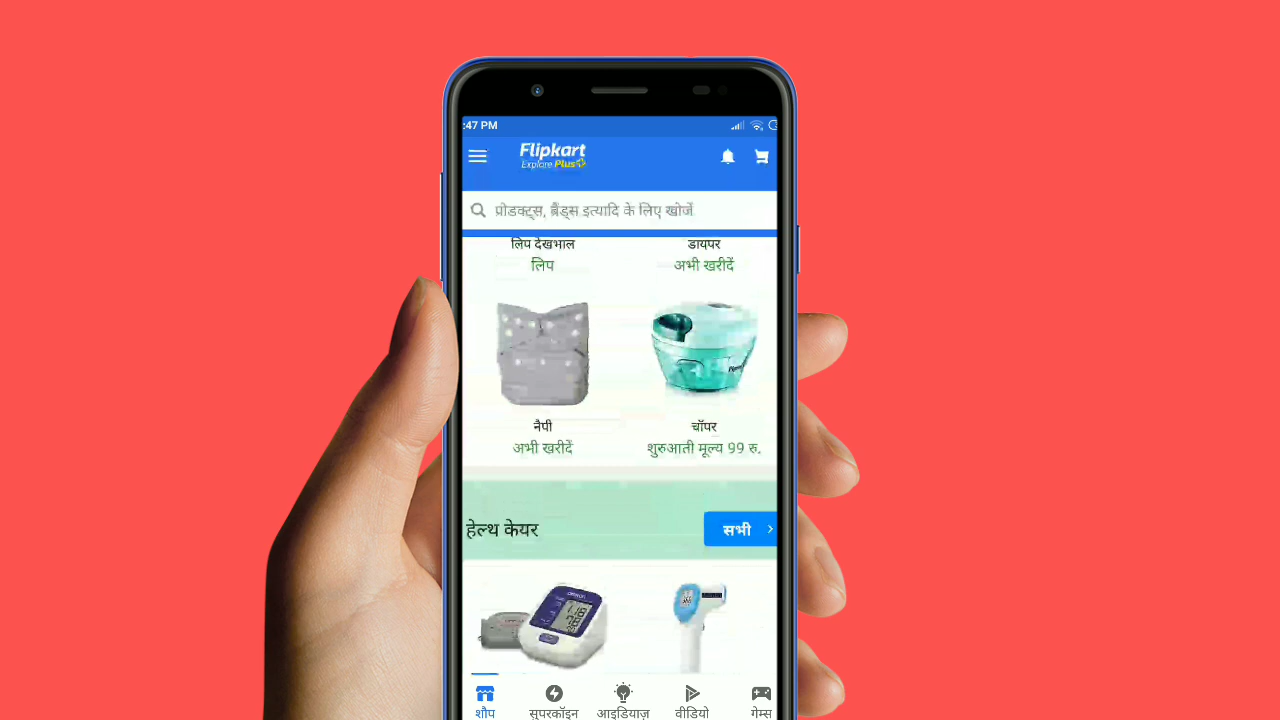 :47 PM
Flipkart
Explore Plus
प्रोडक्ट्स, ब्रैंड्स इत्यादि के लिए खोजें
लिप देखभाल
डायपर
लिप
अभी खरीदें
नैपी
चॉपर
अभी खरीदें
शुरुआती मूल्य 99 रु.
हेल्थ केयर
सभी
शौप
सुपरकॉइन
आइडियाज़
वीडियो
गेम्स